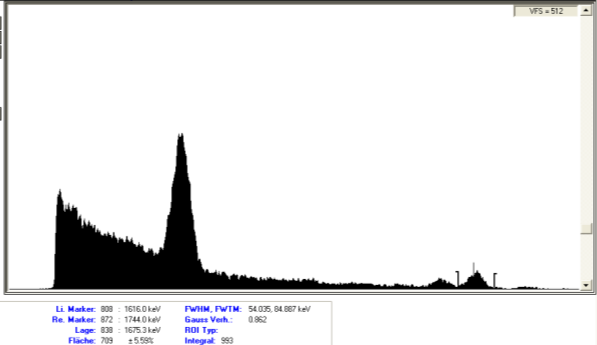 VFS = 512
Li. Marker: 808 : 1616.0 keV FWHM, FWTM: 54.035, 84.887 keV
Re. Marker: 872 : 1744.0 keV Gauss Verh.: 0.962
Lage: 838 : 1675.3 keV ROI Typ:
Fläche: 709 ± 5.59% Integral: 993